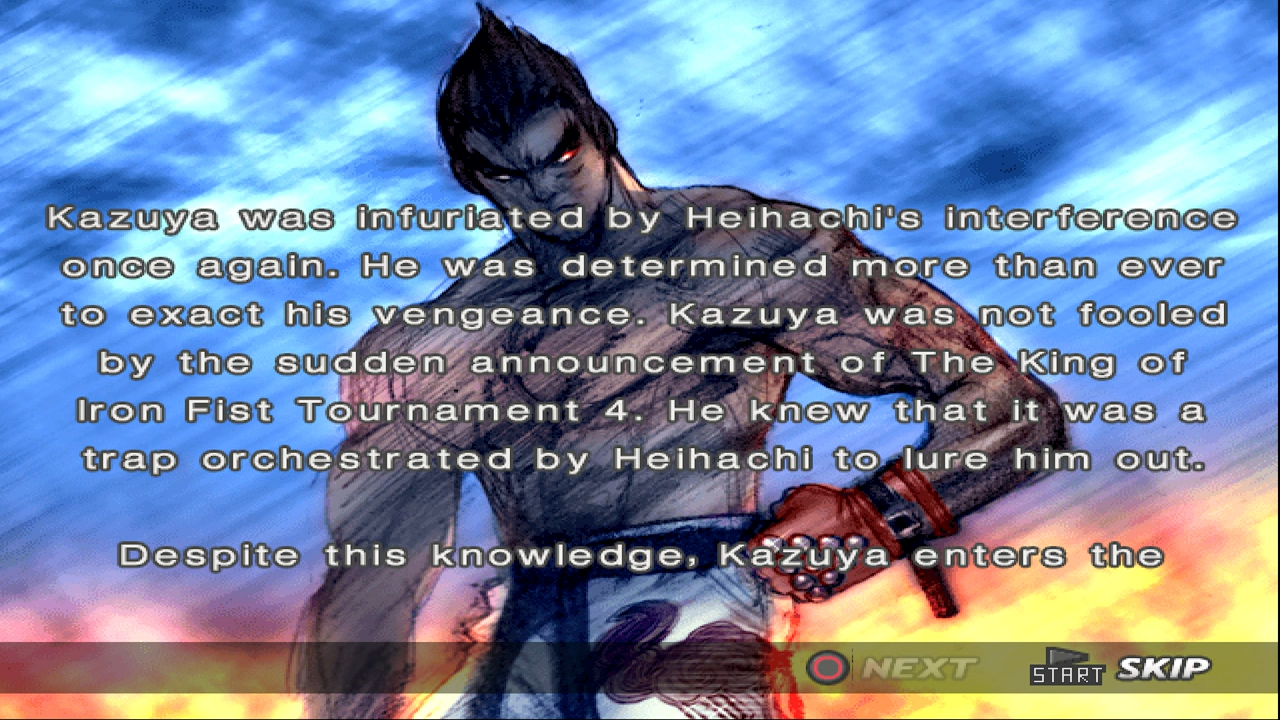 Kazuya was infuriated by Heihachi's interference
once again. He was determined more than ever
to exact his vengeance. Kazuya was not fooled
by the sudden announcement of The King of
Iron Fist Tournament 4. He knew that it was a
trap orchestrated by Heihachi to lure him out.
Despite this knowledge, Kazuya enters the
NEXT START SKIP